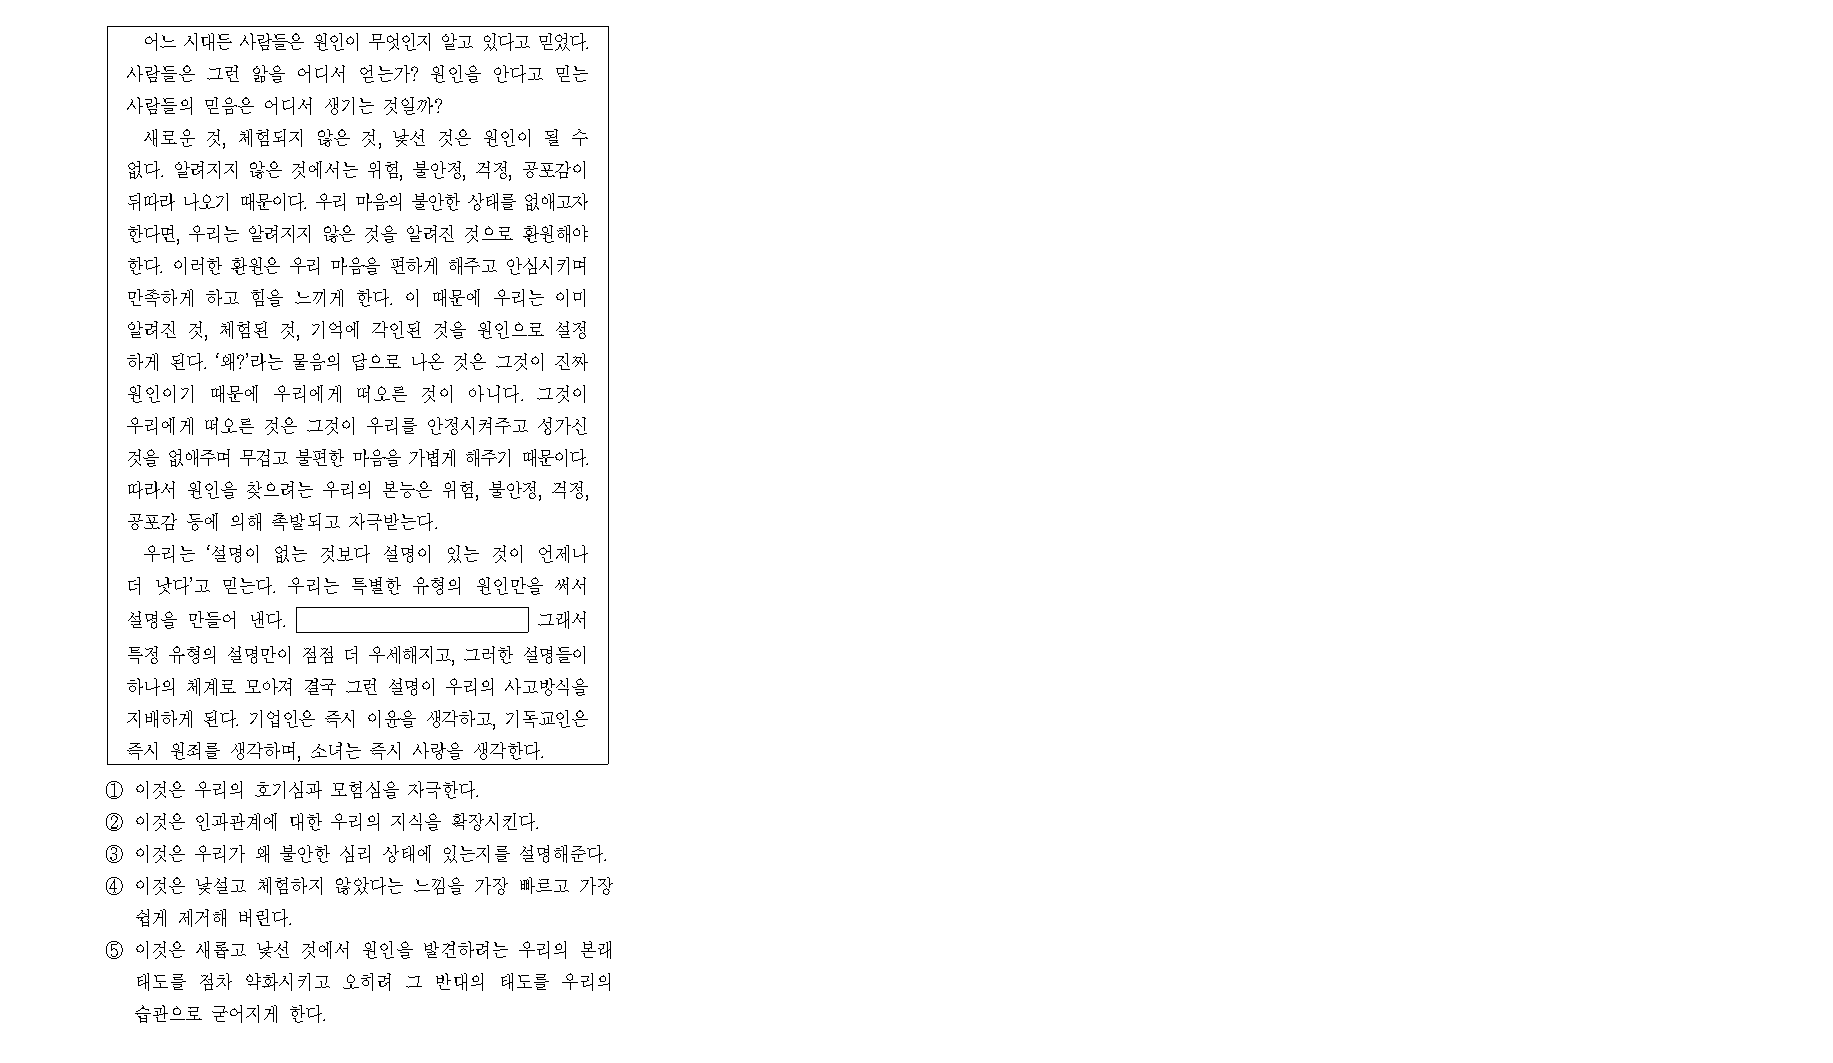 어느 시대든 사람들은 원인이 무엇인지 알고 있다고 믿었다.
사람들은 그런 앎을 어디서 얻는가? 원인을 안다고 믿는
사람들의 믿음은 어디서 생기는 것일까?
새로운 것, 체험되지 않은 것, 낯선 것은 원인이 될 수
없다. 알려지지 않은 것에서는 위험, 불안정, 걱정, 공포감이
뒤따라 나오기 때문이다. 우리 마음의 불안한 상태를 없애고자
한다면, 우리는 알려지지 않은 것을 알려진 것으로 환원해야
한다. 이러한 환원은 우리 마음을 편하게 해주고 안심시키며
만족하게 하고 힘을 느끼게 한다. 이 때문에 우리는 이미
알려진 것, 체험된 것, 기억에 각인된 것을 원인으로 설정
하게 된다. ‘왜?’라는 물음의 답으로 나온 것은 그것이 진짜
원인이기 때문에 우리에게 떠오른 것이 아니다. 그것이
우리에게 떠오른 것은 그것이 우리를 안정시켜주고 성가신
것을 없애주며 무겁고 불편한 마음을 가볍게 해주기 때문이다.
따라서 원인을 찾으려는 우리의 본능은 위험, 불안정, 걱정,
공포감 등에 의해 촉발되고 자극받는다.
우리는 ‘설명이 없는 것보다 설명이 있는 것이 언제나
더 낫다’고 믿는다. 우리는 특별한 유형의 원인만을 써서
설명을 만들어 낸다. 그래서
특정 유형의 설명만이 점점 더 우세해지고, 그러한 설명들이
하나의 체계로 모아져 결국 그런 설명이 우리의 사고방식을
지배하게 된다. 기업인은 즉시 이윤을 생각하고, 기독교인은
즉시 원죄를 생각하며, 소녀는 즉시 사랑을 생각한다.
① 이것은 우리의 호기심과 모험심을 자극한다.
② 이것은 인과관계에 대한 우리의 지식을 확장시킨다.
③ 이것은 우리가 왜 불안한 심리 상태에 있는지를 설명해준다.
④ 이것은 낯설고 체험하지 않았다는 느낌을 가장 빠르고 가장
쉽게 제거해 버린다.
⑤ 이것은 새롭고 낯선 것에서 원인을 발견하려는 우리의 본래
태도를 점차 약화시키고 오히려 그 반대의 태도를 우리의
습관으로 굳어지게 한다.